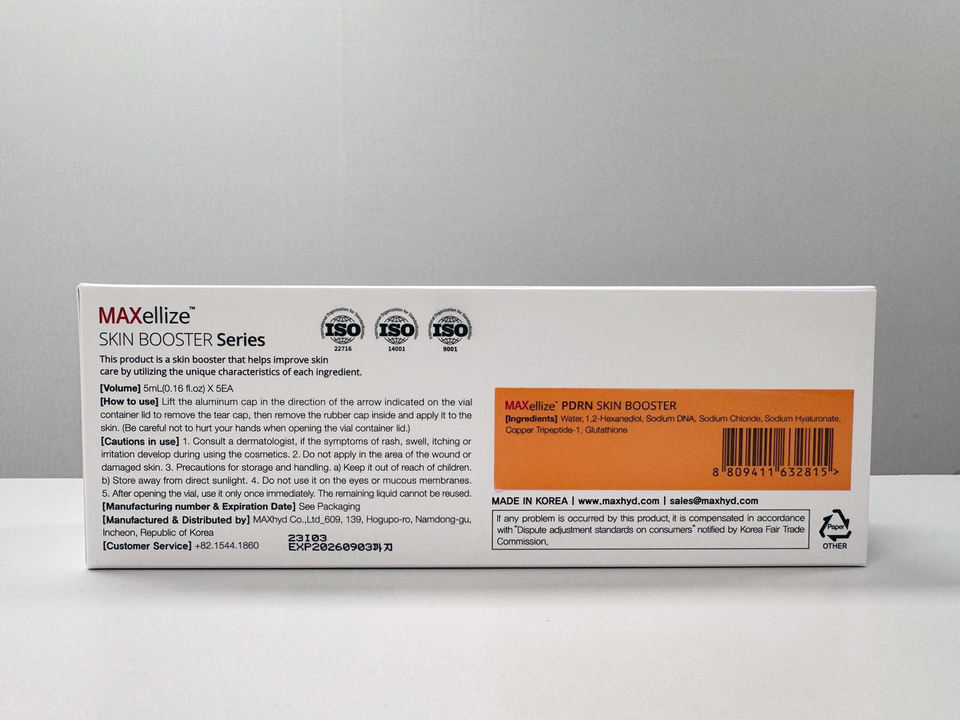 MAXellize™
SKIN BOOSTER Series
This product is a skin booster that helps improve skin
care by utilizing the unique characteristics of each ingredient.
International Organization for Standardization
ISO
22716
ISO
14001
ISO
9001
[Volume] 5mL(0.16 fl.oz) X 5EA
[How to use] Lift the aluminum cap in the direction of the arrow indicated on the vial
container lid to remove the tear cap, then remove the rubber cap inside and apply it to the
skin. (Be careful not to hurt your hands when opening the vial container lid.)
[Cautions in use] 1. Consult a dermatologist, if the symptoms of rash, swell, itching or
irritation develop during using the cosmetics. 2. Do not apply in the area of the wound or
damaged skin. 3. Precautions for storage and handling. a) Keep it out of reach of children.
b) Store away from direct sunlight. 4. Do not use it on the eyes or mucous membranes.
5. After opening the vial, use it only once immediately. The remaining liquid cannot be reused.
[Manufacturing number & Expiration Date] See Packaging
[Manufactured & Distributed by] MAXhyd Co.,Ltd_609, 139, Hogupo-ro, Namdong-gu,
Incheon, Republic of Korea
[Customer Service] +82.1544.1860
23I03
EXP20260903까지
MAXellize™ PDRN SKIN BOOSTER
[Ingredients] Water, 1,2-Hexanediol, Sodium DNA, Sodium Chloride, Sodium Hyaluronate,
Copper Tripeptide-1, Glutathione
8 809411 632815 >
MADE IN KOREA | www.maxhyd.com | sales@maxhyd.com
If any problem is occurred by this product, it is compensated in accordance
with "Dispute adjustment standards on consumers" notified by Korea Fair Trade
Commission.
Paper
OTHER